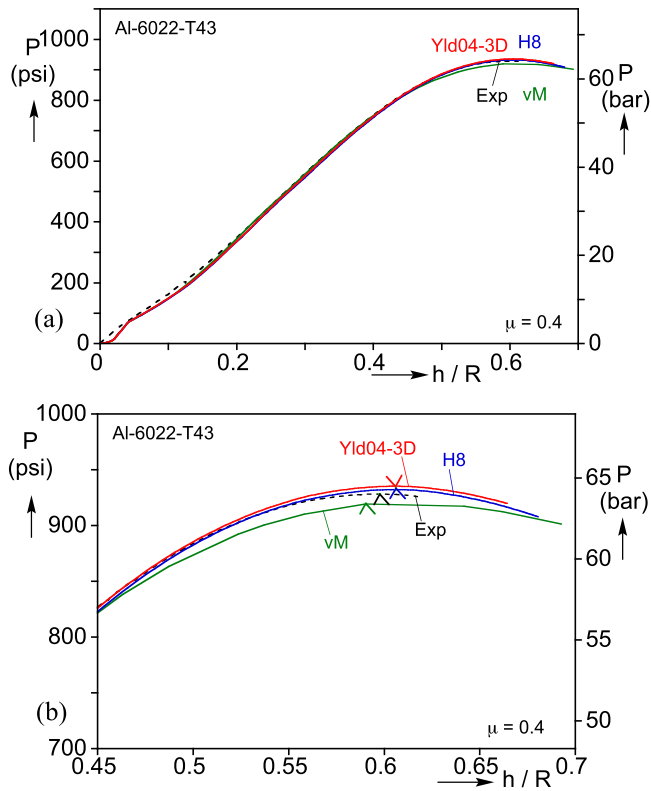 P
(psi)
1000
800
600
400
200
0
Al-6022-T43
Yld04-3D
H8
Exp
vM
P
(bar)
60
40
20
0
(a)
μ = 0.4
0
0.2
0.4
0.6
h / R
1000
P
(psi)
900
800
700
Al-6022-T43
Yld04-3D
H8
Exp
vM
65
P
(bar)
60
55
50
(b)
μ = 0.4
0.45
0.5
0.55
0.6
0.65
0.7
h / R